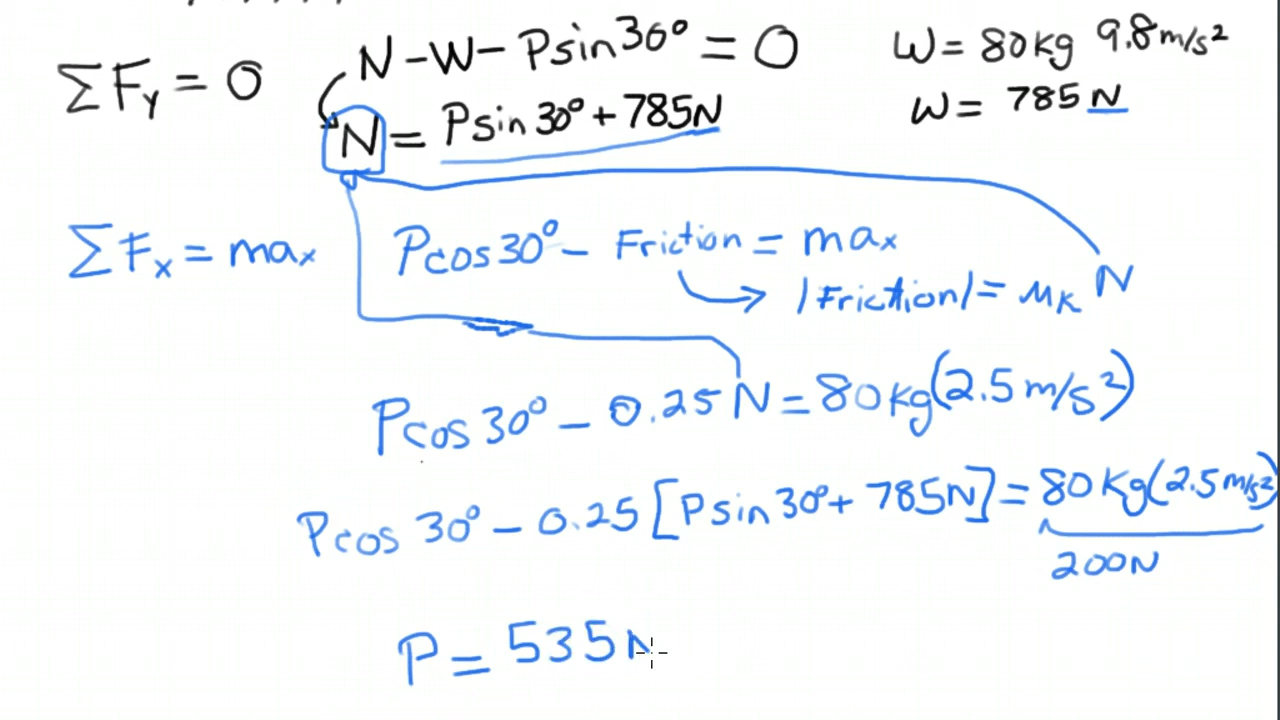 ΣFy = 0 N - W - Psin30° = 0 W = 80kg 9.8m/s²
N = Psin30° + 785N W = 785N
ΣFx = max Pcos30° - Friction = max
|Friction| = μK N
Pcos30° - 0.25N = 80kg(2.5m/s²)
Pcos30° - 0.25[Psin30° + 785N] = 80Kg(2.5m/s²)
200N
P = 535N